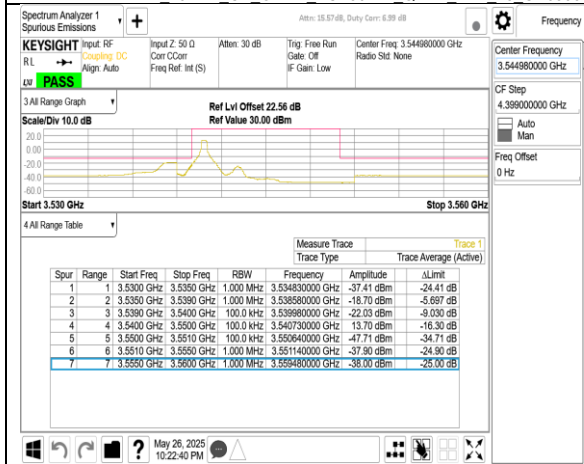 Spectrum Analyzer 1
Spurious Emissions
Attn: 15.57dB, Duty Corr: 6.99 dB
Frequency
KEYSIGHT Input: RF Input Z: 50 Ω Atten: 30 dB Trig: Free Run Center Freq: 3.544980000 GHz
RL Coupling: DC Corr CCorr Gate: Off Radio Std: None
Align: Auto Freq Ref: Int (S) IF Gain: Low
LXI PASS
Center Frequency
3.544980000 GHz
CF Step
4.399000000 GHz
Auto
Man
Freq Offset
0 Hz
3 All Range Graph
Ref Lvl Offset 22.56 dB
Scale/Div 10.0 dB Ref Value 30.00 dBm
20.0
0.00
-20.0
-40.0
-60.0
Start 3.530 GHz Stop 3.560 GHz
4 All Range Table
Measure Trace Trace 1
Trace Type Trace Average (Active)
Spur Range Start Freq Stop Freq RBW Frequency Amplitude ΔLimit
1 1 3.5300 GHz 3.5350 GHz 1.000 MHz 3.534830000 GHz -37.41 dBm -24.41 dB
2 2 3.5350 GHz 3.5390 GHz 1.000 MHz 3.538580000 GHz -18.70 dBm -5.697 dB
3 3 3.5390 GHz 3.5400 GHz 100.0 kHz 3.539980000 GHz -22.03 dBm -9.030 dB
4 4 3.5400 GHz 3.5500 GHz 100.0 kHz 3.540730000 GHz 13.70 dBm -16.30 dB
5 5 3.5500 GHz 3.5510 GHz 100.0 kHz 3.550640000 GHz -47.71 dBm -34.71 dB
6 6 3.5510 GHz 3.5550 GHz 1.000 MHz 3.551140000 GHz -37.90 dBm -24.90 dB
7 7 3.5550 GHz 3.5600 GHz 1.000 MHz 3.559480000 GHz -38.00 dBm -25.00 dB
?
May 26, 2025
10:22:40 PM